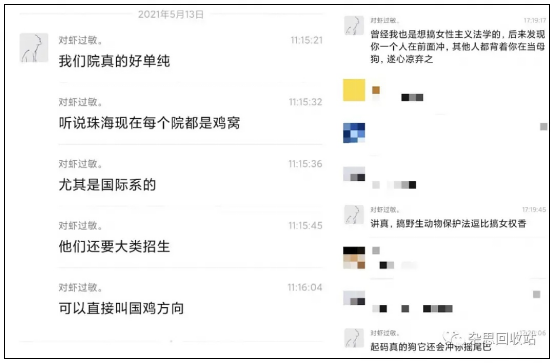 2021年5月13日
对虾过敏。
11:15:21
我们院真的好单纯
对虾过敏。
11:15:32
听说珠海现在每个院都是鸡窝
对虾过敏。
11:15:36
尤其是国际系的
对虾过敏。
11:15:45
他们还要大类招生
对虾过敏。
11:16:04
可以直接叫国鸡方向
对虾过敏。
17:19:17
曾经我也是想搞女性主义法学的，后来发
现你一个人在前面冲，其他人都背着你在当母
狗，遂心凉弃之
对虾过敏。
17:19:45
讲真，搞野生动物保护法逗比搞女权香
对虾过敏。
起码真的狗它还会冲你摇尾巴
杂思回收站